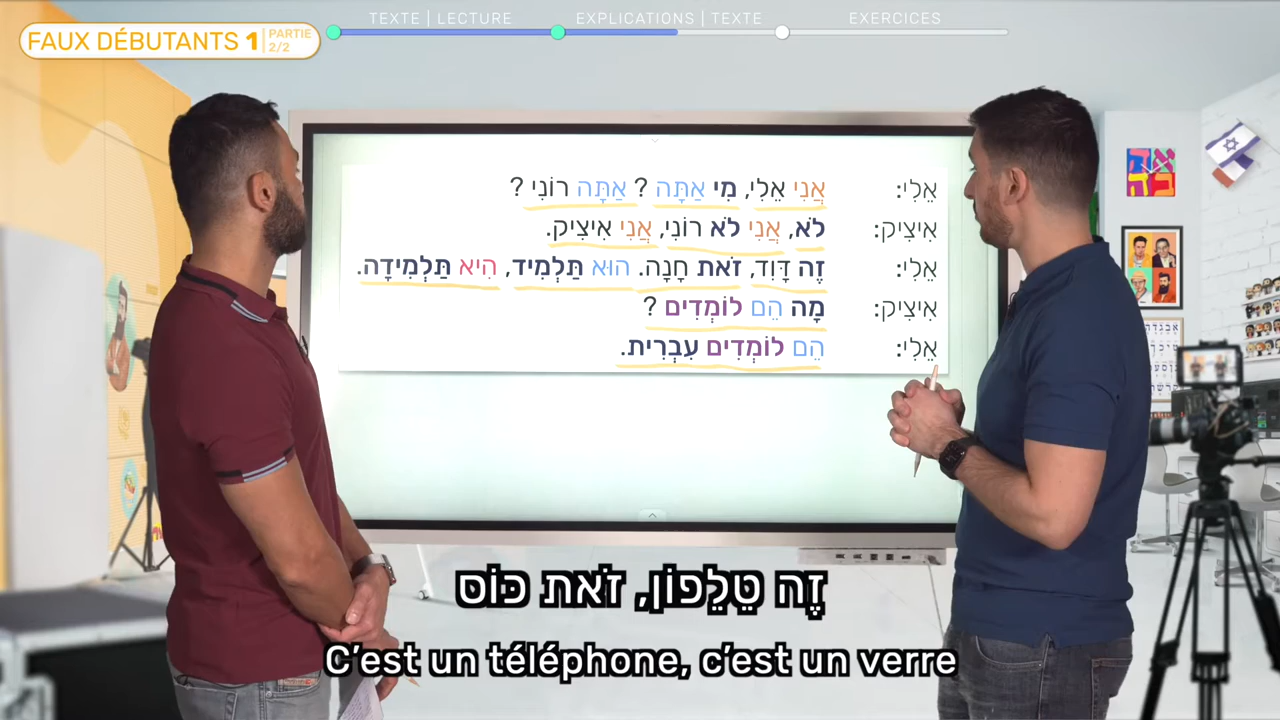 TEXTE | LECTURE
EXPLICATIONS | TEXTE
EXERCICES
FAUX DÉBUTANTS 1 PARTIE 2/2
אֵלִי: אֲנִי אֵלִי, מִי אַתָּה ? אַתָּה רוֹנִי ?
אִיצִיק: לֹא, אֲנִי לֹא רוֹנִי, אֲנִי אִיצִיק.
אֵלִי: זֶה דָּוִד, זֹאת חָנָה. הוּא תַּלְמִיד, הִיא תַּלְמִידָה.
אִיצִיק: מָה הֵם לוֹמְדִים ?
אֵלִי: הֵם לוֹמְדִים עִבְרִית.
זֶה טֵלֵפוֹן, זֹאת כּוֹס
C'est un téléphone, c'est un verre